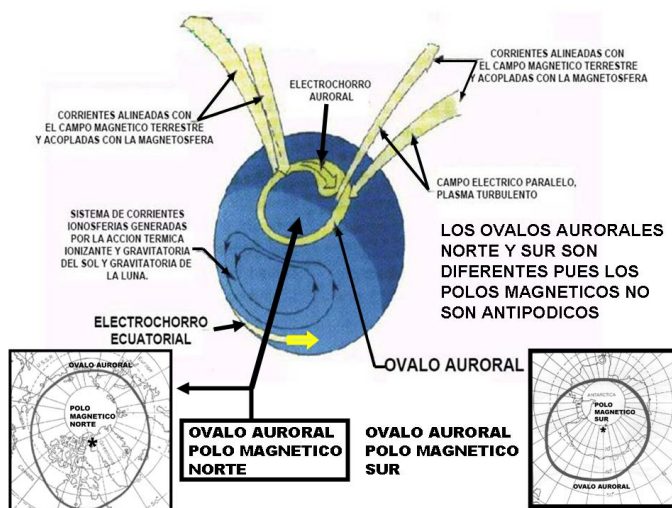 CORRIENTES ALINEADAS CON
EL CAMPO MAGNETICO TERRESTRE
Y ACOPLADAS CON LA MAGNETOSFERA
ELECTROCHORRO
AURORAL
CORRIENTES ALINEADAS CON
EL CAMPO MAGNETICO TERRESTRE
Y ACOPLADAS CON LA MAGNETOSFERA
CAMPO ELECTRICO PARALELO,
PLASMA TURBULENTO
SISTEMA DE CORRIENTES
IONOSFERIAS GENERADAS
POR LA ACCION TERMICA
IONIZANTE Y GRAVITATORIA
DEL SOL Y GRAVITATORIA DE
LA LUNA.
LOS OVALOS AURORALES
NORTE Y SUR SON
DIFERENTES PUES LOS
POLOS MAGNETICOS NO
SON ANTIPODICOS
ELECTROCHORRO
ECUATORIAL
OVALO AURORAL
OVALO AURORAL
POLO
MAGNETICO
NORTE
*
OVALO AURORAL
POLO MAGNETICO
NORTE
OVALO AURORAL
POLO MAGNETICO
SUR
ANTARCTICA
POLO
MAGNETICO
SUR
*
OVALO AURORAL